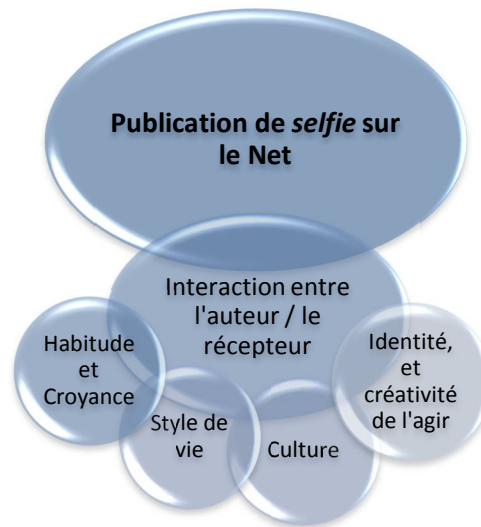 Publication de selfie sur
le Net
Interaction entre
l'auteur / le
récepteur
Habitude
et
Croyance
Style de
vie
Culture
Identité,
et
créativité
de l'agir